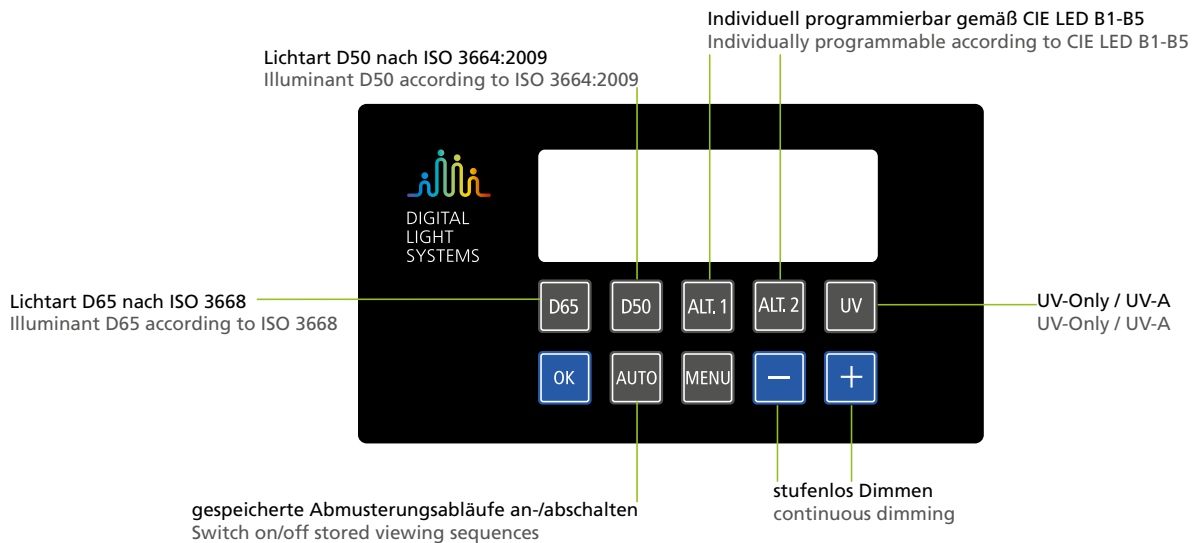 Individuell programmierbar gemäß CIE LED B1-B5
Individually programmable according to CIE LED B1-B5
Lichtart D50 nach ISO 3664:2009
Illuminant D50 according to ISO 3664:2009
DIGITAL
LIGHT
SYSTEMS
Lichtart D65 nach ISO 3668
Illuminant D65 according to ISO 3668
D65 D50 ALT. 1 ALT. 2 UV
UV-Only / UV-A
UV-Only / UV-A
OK AUTO MENU − +
stufenlos Dimmen
continuous dimming
gespeicherte Abmusterungsabläufe an-/abschalten
Switch on/off stored viewing sequences